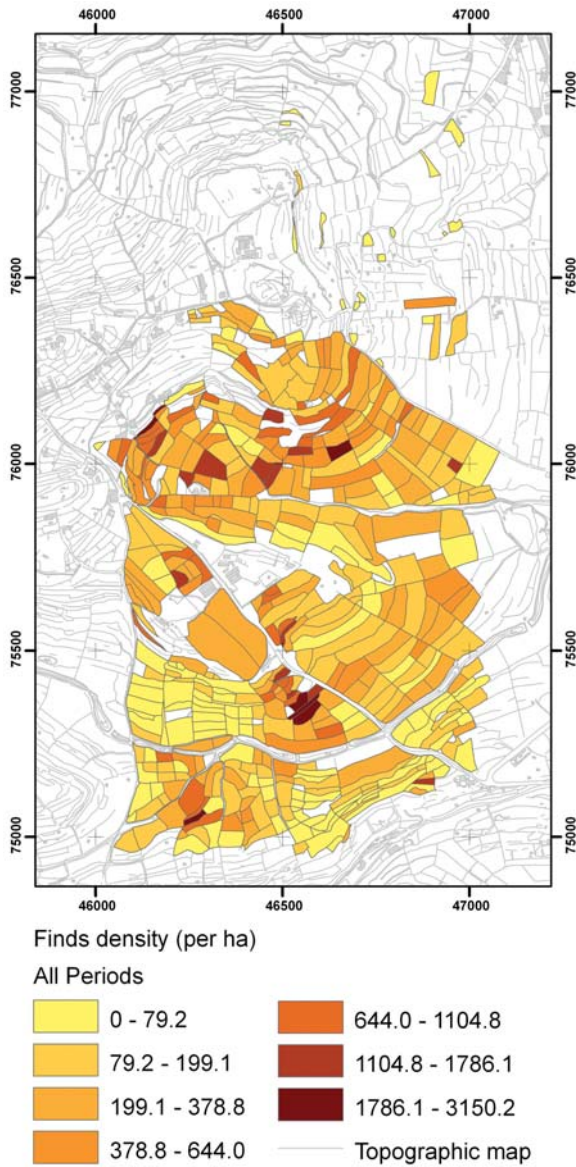 46000 46500 47000
77000 77000
76500 76500
76000 76000
75500 75500
75000 75000
46000 46500 47000
Finds density (per ha)
All Periods
0 - 79.2
79.2 - 199.1
199.1 - 378.8
378.8 - 644.0
644.0 - 1104.8
1104.8 - 1786.1
1786.1 - 3150.2
Topographic map